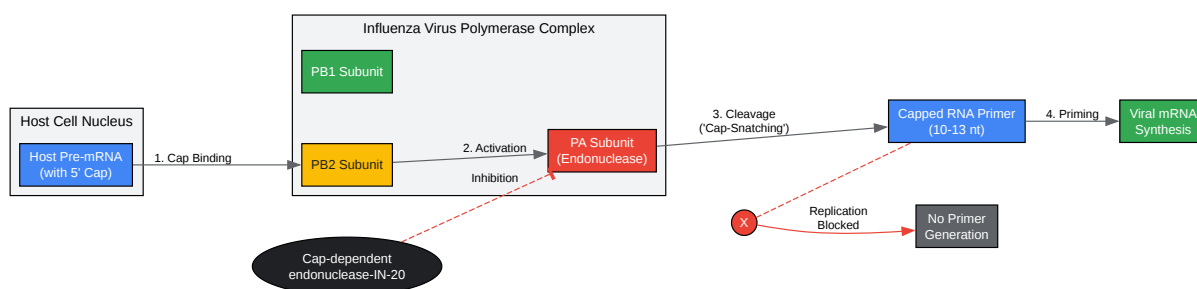 Influenza Virus Polymerase Complex
PB1 Subunit
Host Cell Nucleus
Host Pre-mRNA
(with 5' Cap)
1. Cap Binding
PB2 Subunit
2. Activation
PA Subunit
(Endonuclease)
3. Cleavage
('Cap-Snatching')
Capped RNA Primer
(10-13 nt)
4. Priming
Viral mRNA
Synthesis
Inhibition
Cap-dependent
endonuclease-IN-20
X
Replication
Blocked
No Primer
Generation